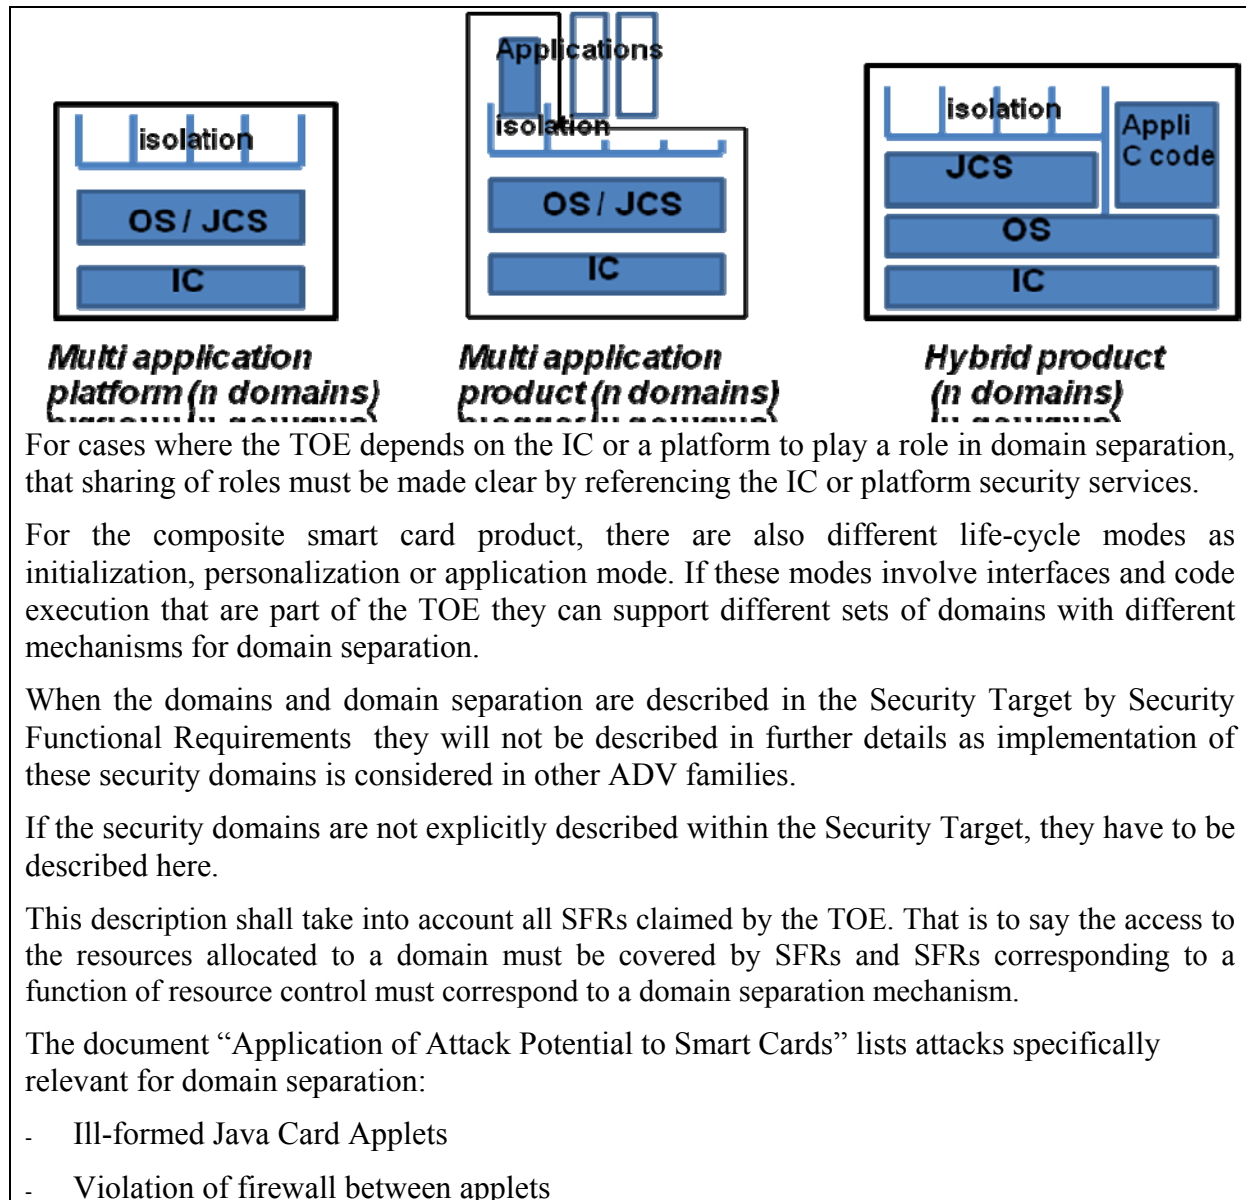 isolation
OS / JCS
IC
Multi application
platform (n domains)
Applications
isolation
OS / JCS
IC
Multi application
product (n domains)
isolation
Appli
C code
JCS
OS
IC
Hybrid product
(n domains)
For cases where the TOE depends on the IC or a platform to play a role in domain separation,
that sharing of roles must be made clear by referencing the IC or platform security services.
For the composite smart card product, there are also different life-cycle modes as
initialization, personalization or application mode. If these modes involve interfaces and code
execution that are part of the TOE they can support different sets of domains with different
mechanisms for domain separation.
When the domains and domain separation are described in the Security Target by Security
Functional Requirements they will not be described in further details as implementation of
these security domains is considered in other ADV families.
If the security domains are not explicitly described within the Security Target, they have to be
described here.
This description shall take into account all SFRs claimed by the TOE. That is to say the access to
the resources allocated to a domain must be covered by SFRs and SFRs corresponding to a
function of resource control must correspond to a domain separation mechanism.
The document “Application of Attack Potential to Smart Cards” lists attacks specifically
relevant for domain separation:
- Ill-formed Java Card Applets
- Violation of firewall between applets